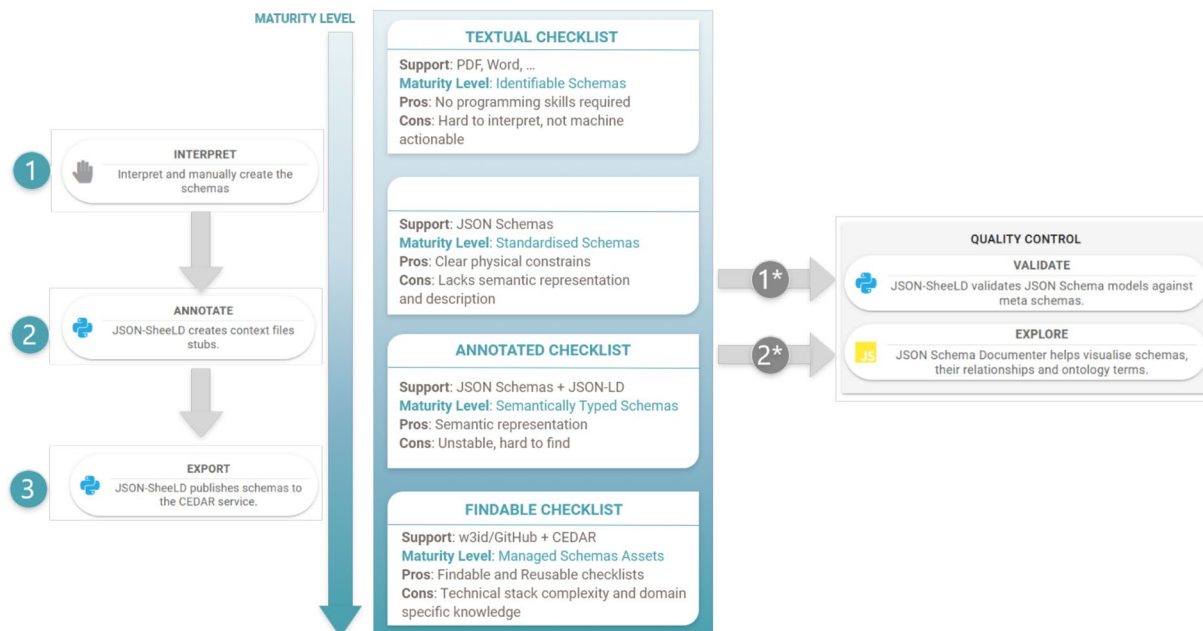 MATURITY LEVEL
1
INTERPRET
Interpret and manually create the
schemas
2
ANNOTATE
JSON-SheeLD creates context files
stubs.
3
EXPORT
JSON-SheeLD publishes schemas to
the CEDAR service.
TEXTUAL CHECKLIST
Support: PDF, Word, ...
Maturity Level: Identifiable Schemas
Pros: No programming skills required
Cons: Hard to interpret, not machine
actionable
Support: JSON Schemas
Maturity Level: Standardised Schemas
Pros: Clear physical constrains
Cons: Lacks semantic representation
and description
ANNOTATED CHECKLIST
Support: JSON Schemas + JSON-LD
Maturity Level: Semantically Typed Schemas
Pros: Semantic representation
Cons: Unstable, hard to find
FINDABLE CHECKLIST
Support: w3id/GitHub + CEDAR
Maturity Level: Managed Schemas Assets
Pros: Findable and Reusable checklists
Cons: Technical stack complexity and domain
specific knowledge
1*
2*
QUALITY CONTROL
VALIDATE
JSON-SheeLD validates JSON Schema models against
meta schemas.
EXPLORE
JS
JSON Schema Documenter helps visualise schemas,
their relationships and ontology terms.